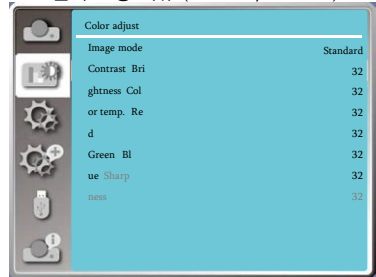 Color adjust
Image mode Standard
Contrast Bri 32
ghtness Col 32
or temp. Re 32
d 32
Green Bl 32
ue Sharp 32
ness 32